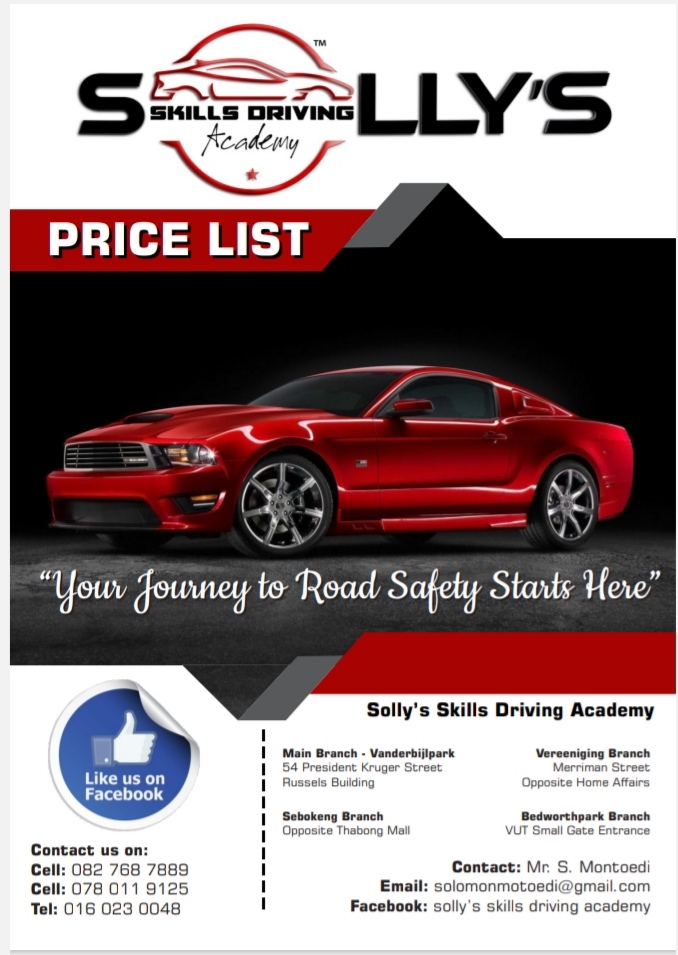 S LLY'S
SKILLS DRIVING
Academy
™
PRICE LIST
“Your Journey to Road Safety Starts Here”
Like us on
Facebook
Contact us on:
Cell: 082 768 7889
Cell: 078 011 9125
Tel: 016 023 0048
Solly’s Skills Driving Academy
Main Branch - Vanderbijlpark
54 President Kruger Street
Russels Building
Vereeniging Branch
Merriman Street
Opposite Home Affairs
Sebokeng Branch
Opposite Thabong Mall
Bedworthpark Branch
VUT Small Gate Entrance
Contact: Mr. S. Montoedi
Email: solomonmotoedi@gmail.com
Facebook: solly’s skills driving academy